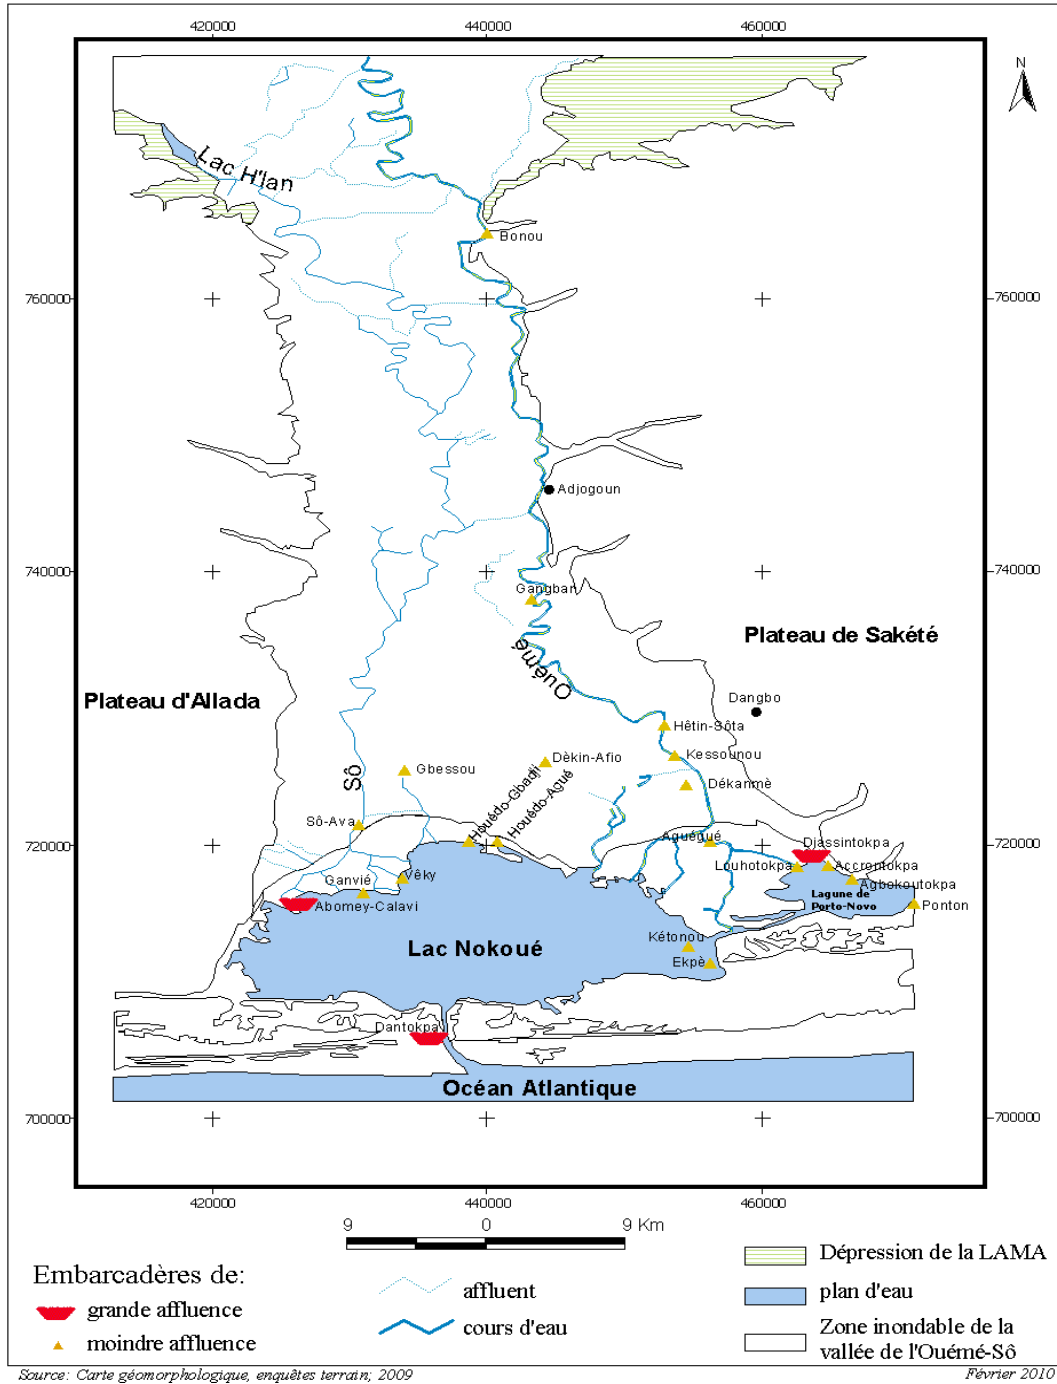 420000 440000 460000
N
Lac H'lan
Bonou
760000 760000
Adjogoun
740000 740000
Gangban
Plateau de Sakété
Ouémé
Plateau d'Allada
Dangbo
Hêtin-Sôta
Kessounou
Dèkin-Afio
Gbessou
Sô
Dékanmè
Houédo-Gbadji
Houédo-Agué
Sô-Ava
Aguégué
Djassintokpa
720000 720000
Louhotokpa
Accrontokpa
Vêky
Ganvié
Agbokoutokpa
Abomey-Calavi
Lagune de
Porto-Novo
Ponton
Kétonou
Lac Nokoué
Ekpè
Dantokpa
Océan Atlantique
700000 700000
420000 440000 460000
9 0 9 Km
Embarcadères de:
grande affluence
moindre affluence
affluent
cours d'eau
Dépression de la LAMA
plan d'eau
Zone inondable de la
vallée de l'Ouémé-Sô
Source: Carte géomorphologique, enquêtes terrain; 2009
Février 2010